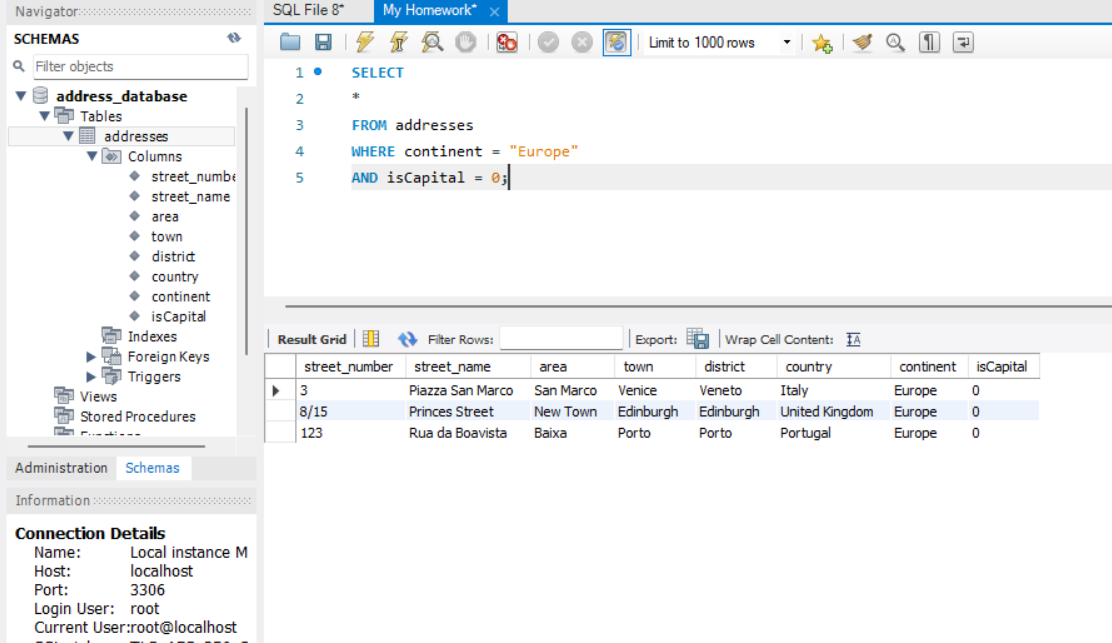 Navigator
SCHEMAS
Filter objects
address_database
Tables
addresses
Columns
street_numbe
street_name
area
town
district
country
continent
isCapital
Indexes
Foreign Keys
Triggers
Views
Stored Procedures
Administration Schemas
Information
Connection Details
Name: Local instance M
Host: localhost
Port: 3306
Login User: root
Current User:root@localhost
SQL File 8* My Homework* ×
Limit to 1000 rows
1 SELECT
2 *
3 FROM addresses
4 WHERE continent = "Europe"
5 AND isCapital = 0;
Result Grid Filter Rows: Export: Wrap Cell Content: IA
street_number street_name area town district country continent isCapital
3 Piazza San Marco San Marco Venice Veneto Italy Europe 0
8/15 Princes Street New Town Edinburgh Edinburgh United Kingdom Europe 0
123 Rua da Boavista Baixa Porto Porto Portugal Europe 0